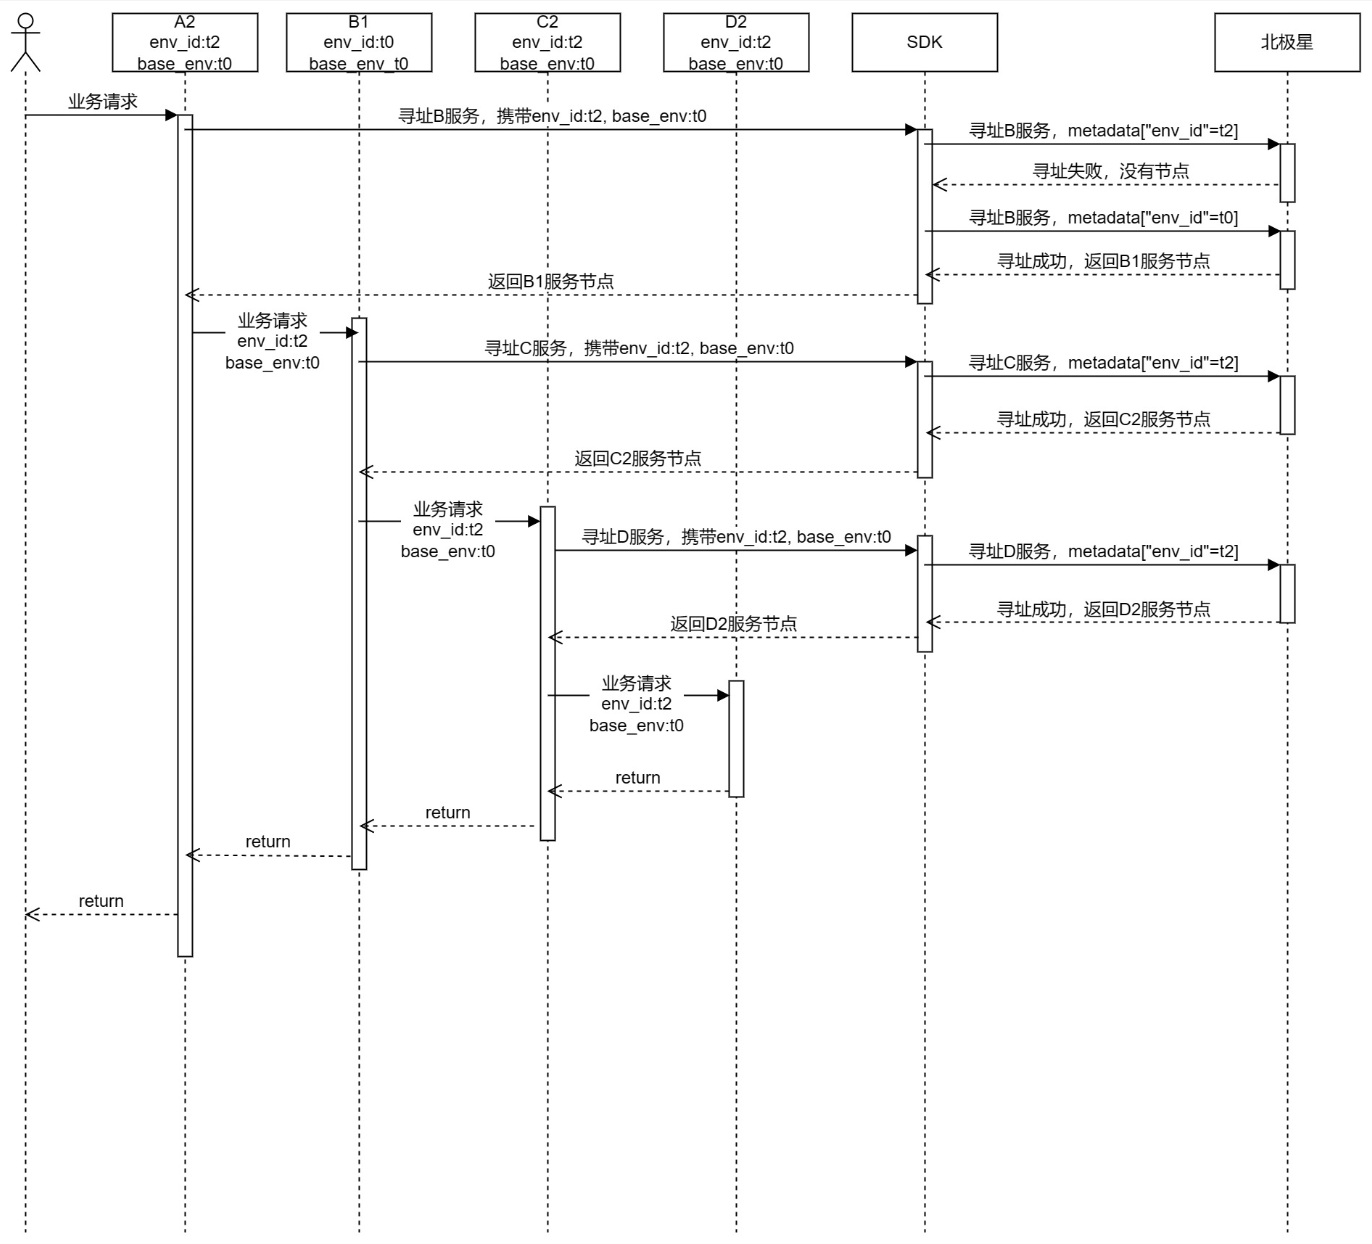 A2
env_id:t2
base_env:t0
B1
env_id:t0
base_env_t0
C2
env_id:t2
base_env:t0
D2
env_id:t2
base_env:t0
SDK
北极星
业务请求
寻址B服务，携带env_id:t2, base_env:t0
寻址B服务，metadata["env_id"=t2]
寻址失败，没有节点
寻址B服务，metadata["env_id"=t0]
寻址成功，返回B1服务节点
返回B1服务节点
业务请求
env_id:t2
base_env:t0
寻址C服务，携带env_id:t2, base_env:t0
寻址C服务，metadata["env_id"=t2]
寻址成功，返回C2服务节点
返回C2服务节点
业务请求
env_id:t2
base_env:t0
寻址D服务，携带env_id:t2, base_env:t0
寻址D服务，metadata["env_id"=t2]
寻址成功，返回D2服务节点
返回D2服务节点
业务请求
env_id:t2
base_env:t0
return
return
return
return